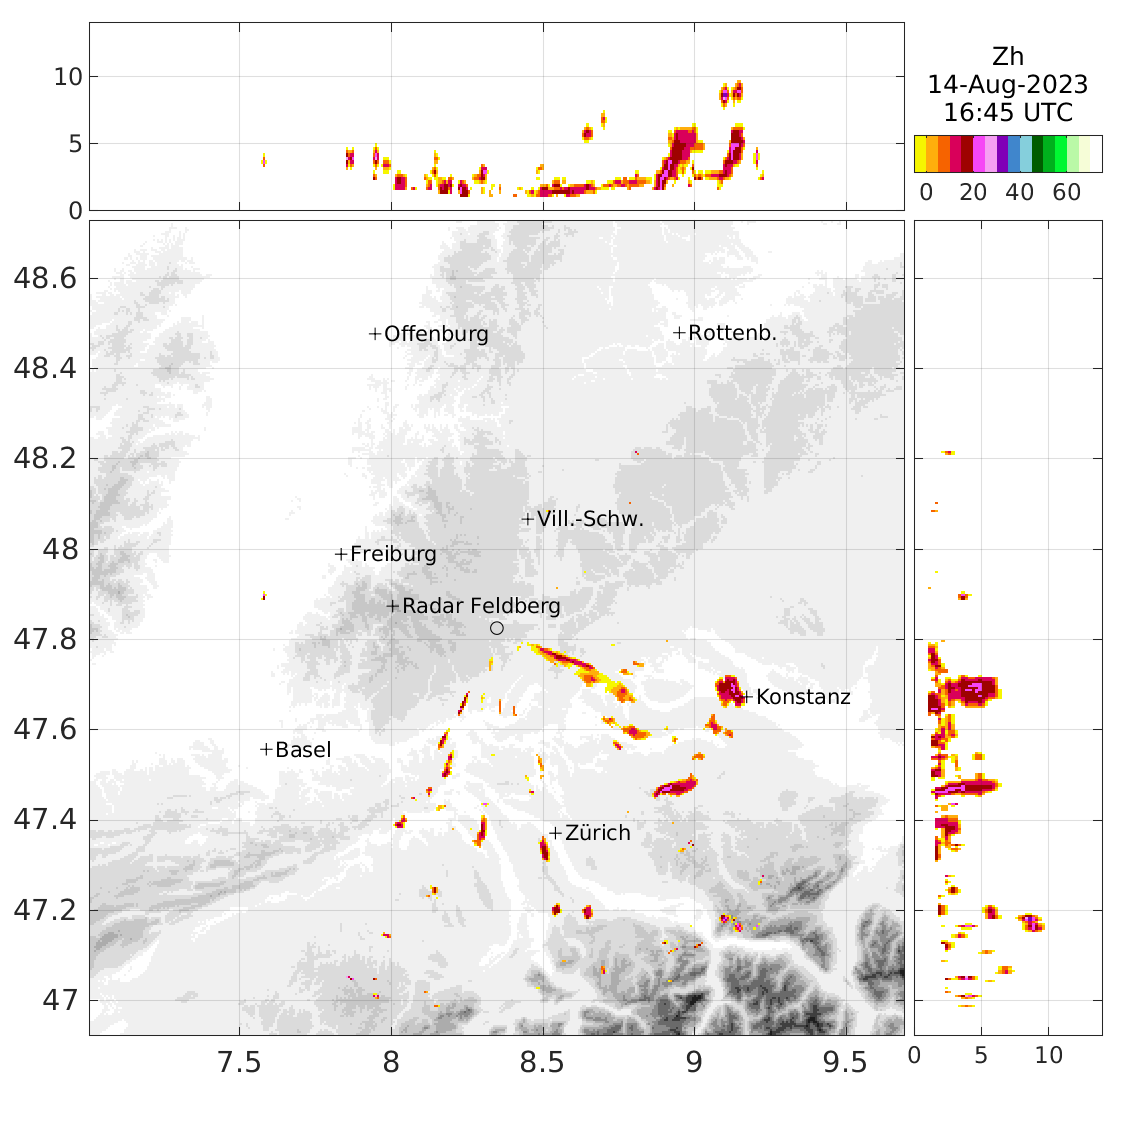 Zh
14-Aug-2023
16:45 UTC
10
5
0
0 20 40 60
48.6
48.4
48.2
48
47.8
47.6
47.4
47.2
47
+Offenburg
+Rottenb.
+Vill.-Schw.
+Freiburg
+Radar Feldberg
+Konstanz
+Basel
+Zürich
7.5 8 8.5 9 9.5
0 5 10